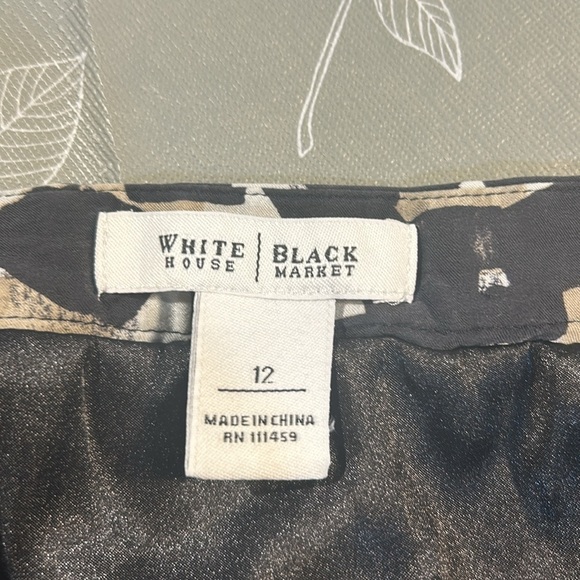 WHITE | BLACK
HOUSE | MARKET
12
MADE IN CHINA
RN 111459